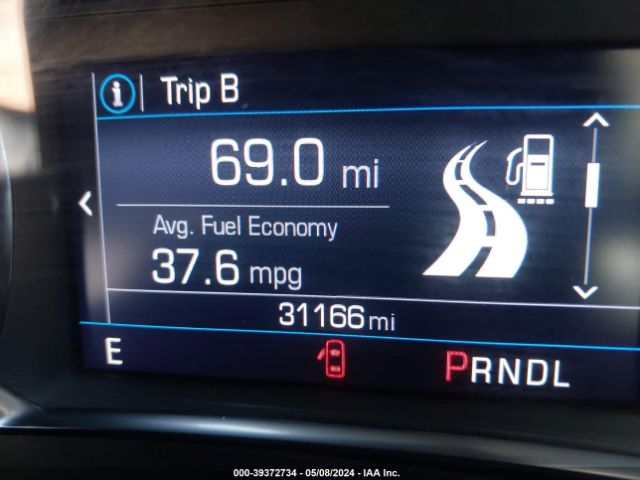 i Trip B
69.0 mi
Avg. Fuel Economy
37.6 mpg
31166 mi
E PRNDL
000-39372734 - 05/08/2024 - IAA Inc.